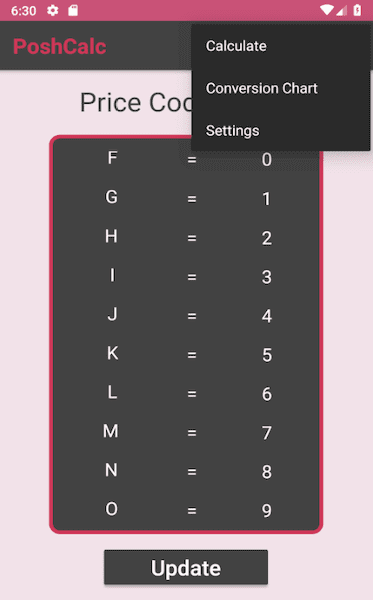 6:30
PoshCalc
Calculate
Conversion Chart
Settings
Price
F = 0
G = 1
H = 2
I = 3
J = 4
K = 5
L = 6
M = 7
N = 8
O = 9
Update